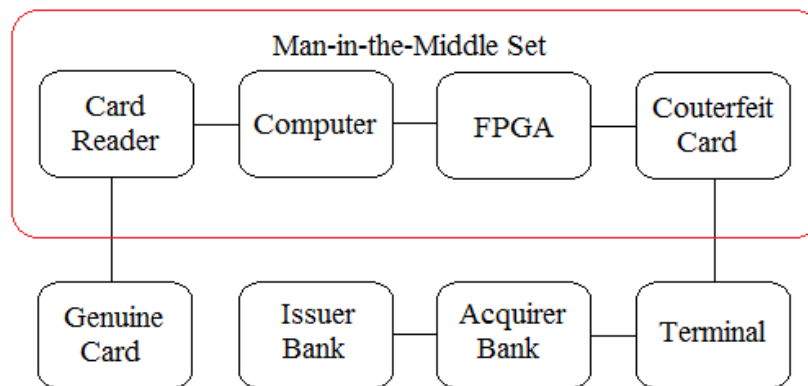 Man-in-the-Middle Set
Card
Reader
Computer
FPGA
Couterfeit
Card
Genuine
Card
Issuer
Bank
Acquirer
Bank
Terminal